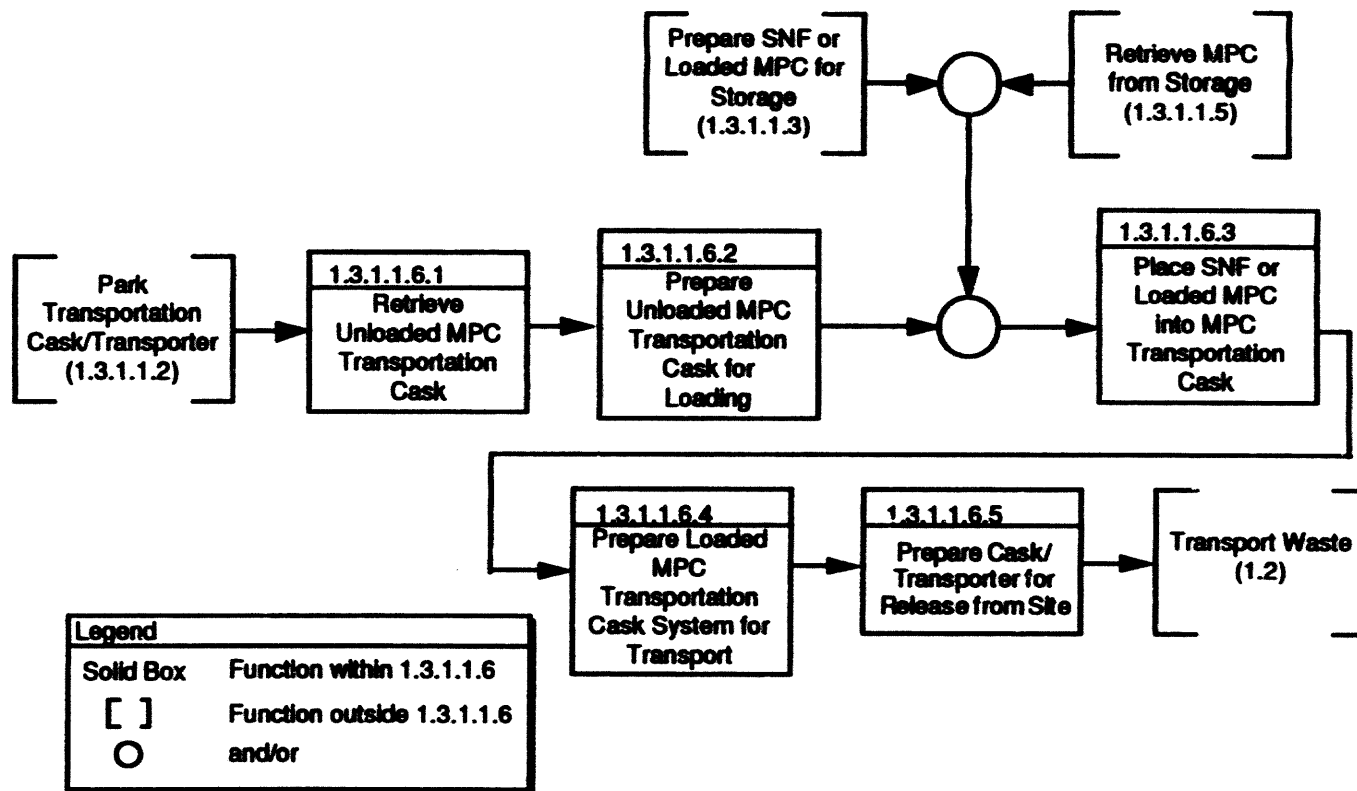 Prepare SNF or
Loaded MPC for
Storage
(1.3.1.1.3)
Retrieve MPC
from Storage
(1.3.1.1.5)
Park
Transportation
Cask/Transporter
(1.3.1.1.2)
1.3.1.1.6.1
Retrieve
Unloaded MPC
Transportation
Cask
1.3.1.1.6.2
Prepare
Unloaded MPC
Transportation
Cask for
Loading
1.3.1.1.6.3
Place SNF or
Loaded MPC
into MPC
Transportation
Cask
1.3.1.1.6.4
Prepare Loaded
MPC
Transportation
Cask System for
Transport
1.3.1.1.6.5
Prepare Cask/
Transporter for
Release from Site
Transport Waste
(1.2)
Legend
Solid Box Function within 1.3.1.1.6
[ ] Function outside 1.3.1.1.6
and/or